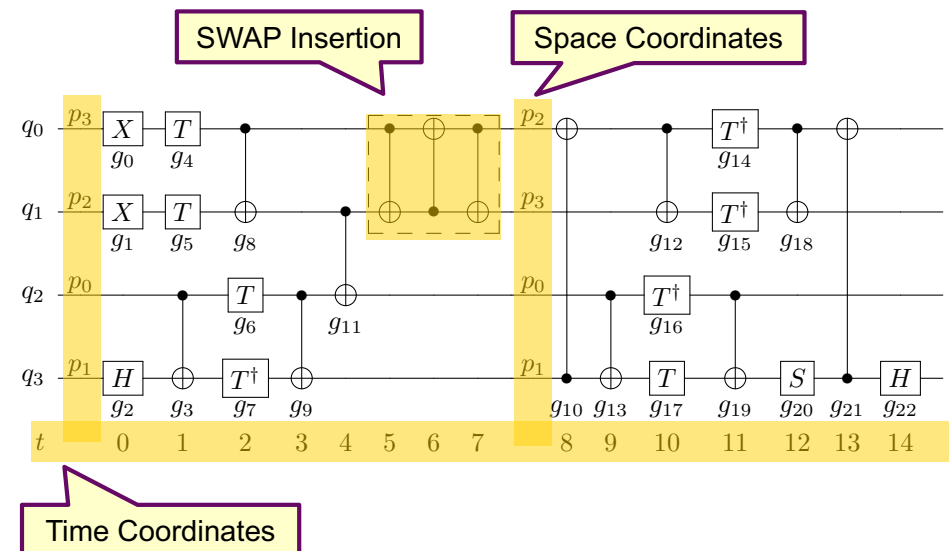 SWAP Insertion Space Coordinates
q₀ p₃ X T p₂ T†
g₀ g₄ g₁₄
q₁ p₂ X T p₃ T†
g₁ g₅ g₈ g₁₂ g₁₅ g₁₈
q₂ p₀ T p₀ T†
g₆ g₁₁ g₁₆
q₃ p₁ H T† p₁ T S H
g₂ g₃ g₇ g₉ g₁₀ g₁₃ g₁₇ g₁₉ g₂₀ g₂₁ g₂₂
t 0 1 2 3 4 5 6 7 8 9 10 11 12 13 14
Time Coordinates